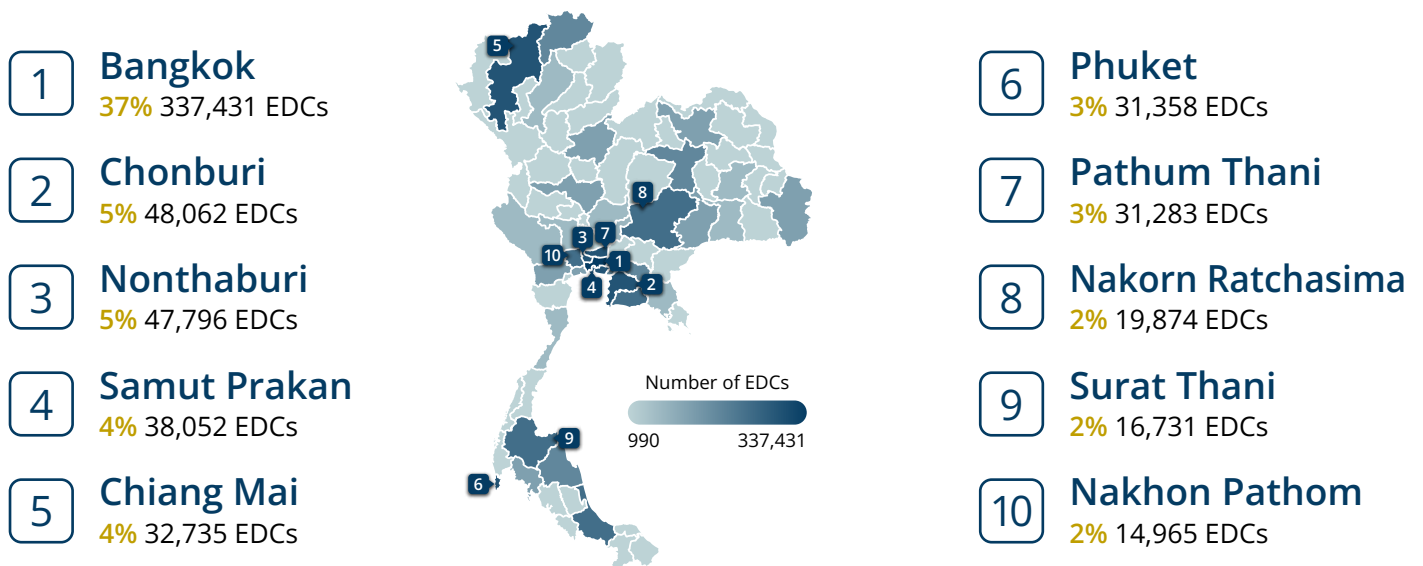 1
Bangkok
37% 337,431 EDCs
2
Chonburi
5% 48,062 EDCs
3
Nonthaburi
5% 47,796 EDCs
4
Samut Prakan
4% 38,052 EDCs
5
Chiang Mai
4% 32,735 EDCs
5
8
3
7
10
1
4
2
9
6
Number of EDCs
990 337,431
6
Phuket
3% 31,358 EDCs
7
Pathum Thani
3% 31,283 EDCs
8
Nakorn Ratchasima
2% 19,874 EDCs
9
Surat Thani
2% 16,731 EDCs
10
Nakhon Pathom
2% 14,965 EDCs